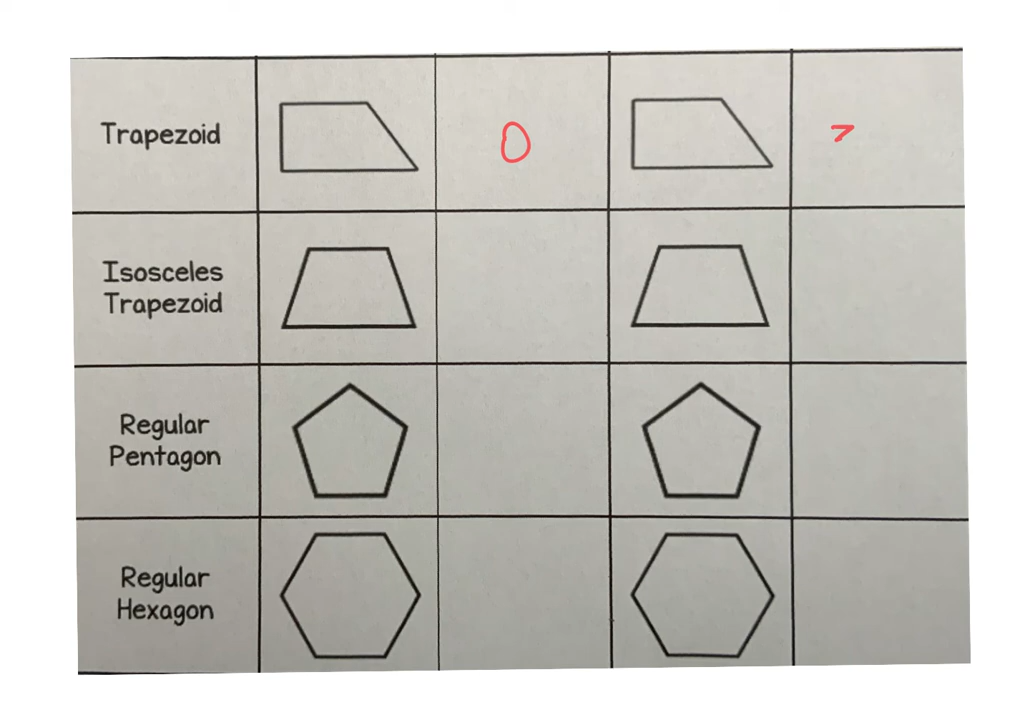 Trapezoid
0
Isosceles
Trapezoid
Regular
Pentagon
Regular
Hexagon